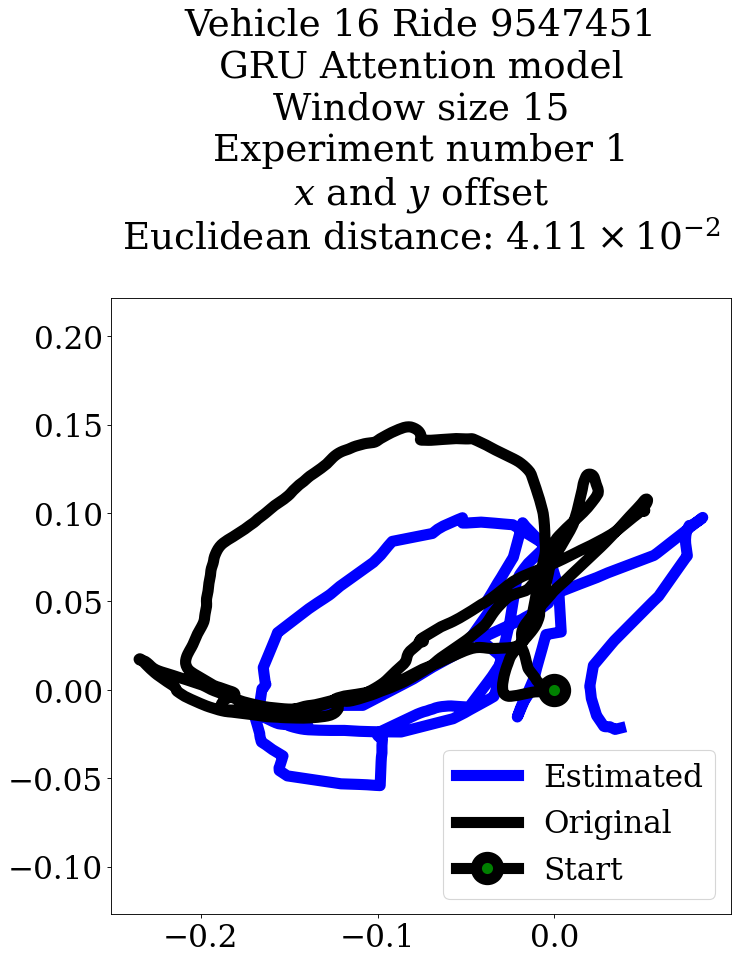 Vehicle 16 Ride 9547451
GRU Attention model
Window size 15
Experiment number 1
x and y offset
Euclidean distance: 4.11 × 10⁻²
0.20
0.15
0.10
0.05
0.00
−0.05
−0.10
Estimated
Original
Start
−0.2 −0.1 0.0